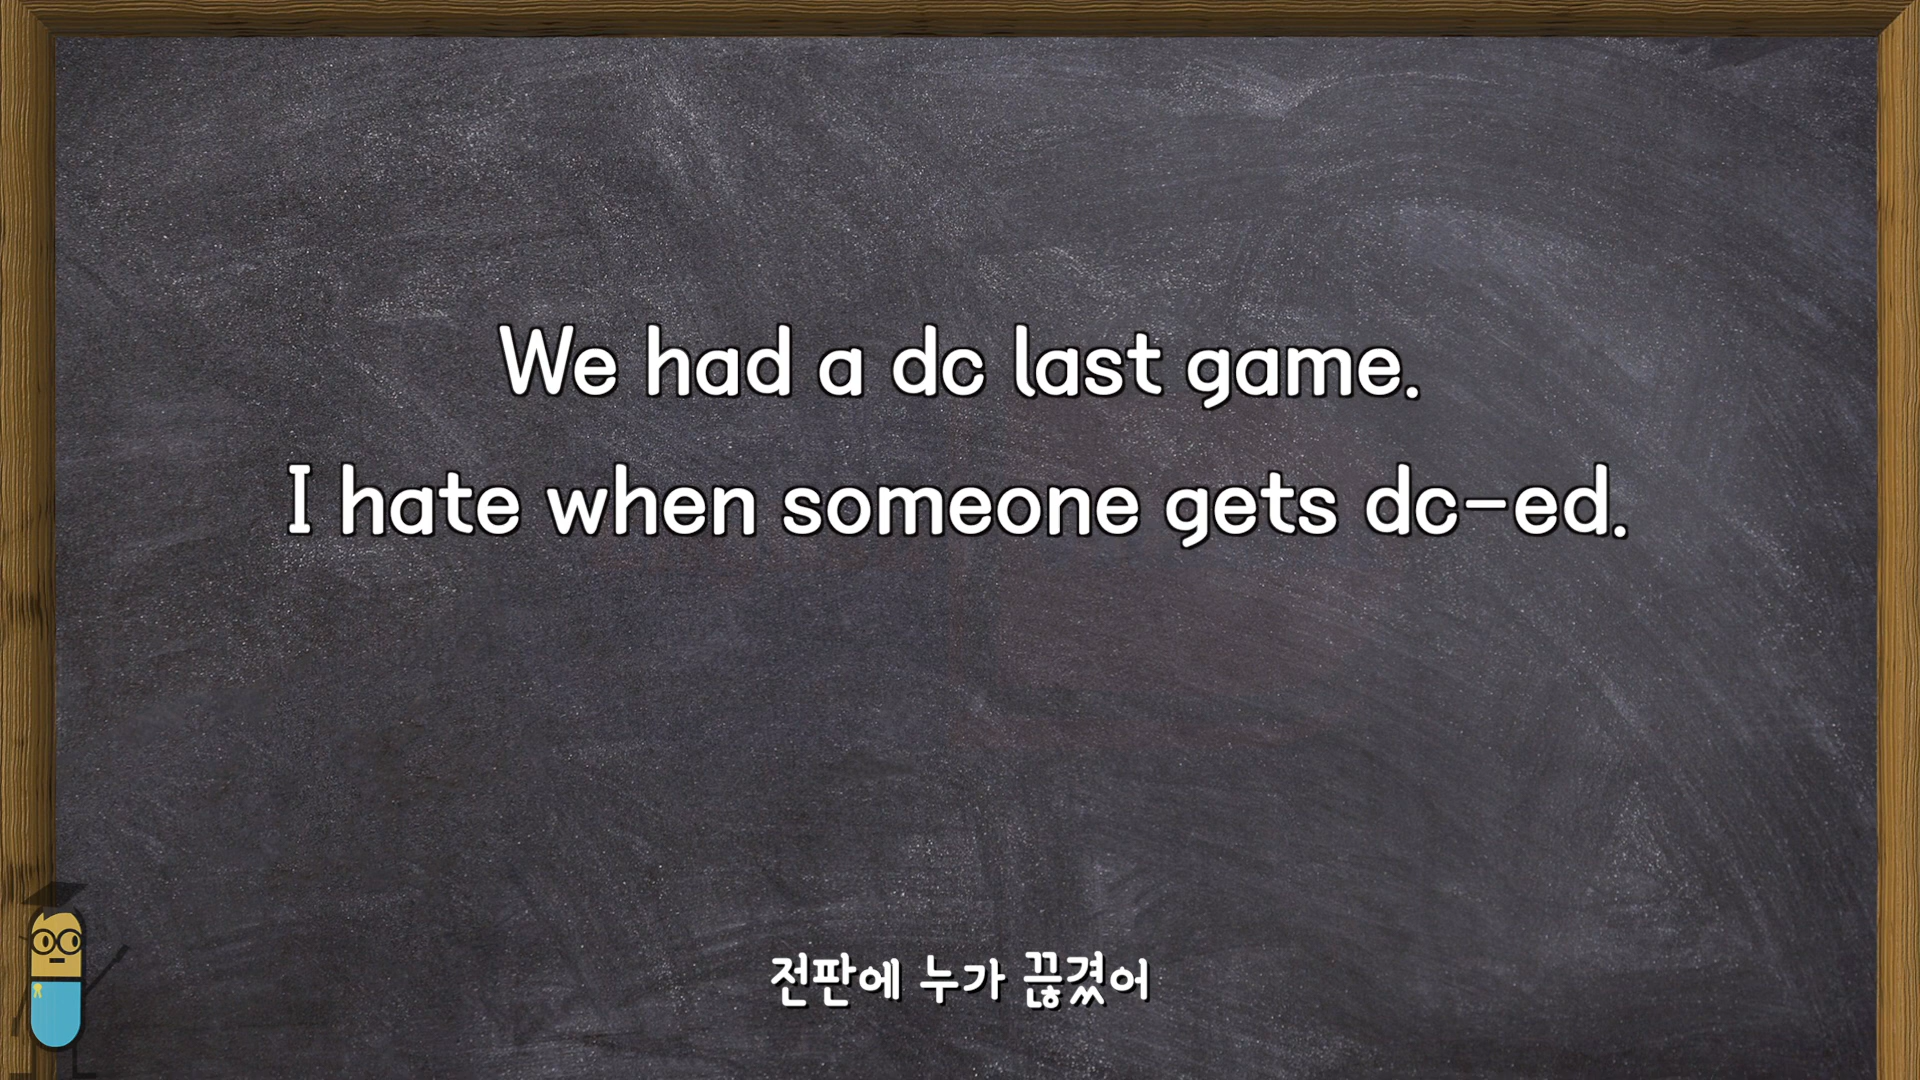 We had a dc last game.
I hate when someone gets dc-ed.
전판에 누가 끊겼어